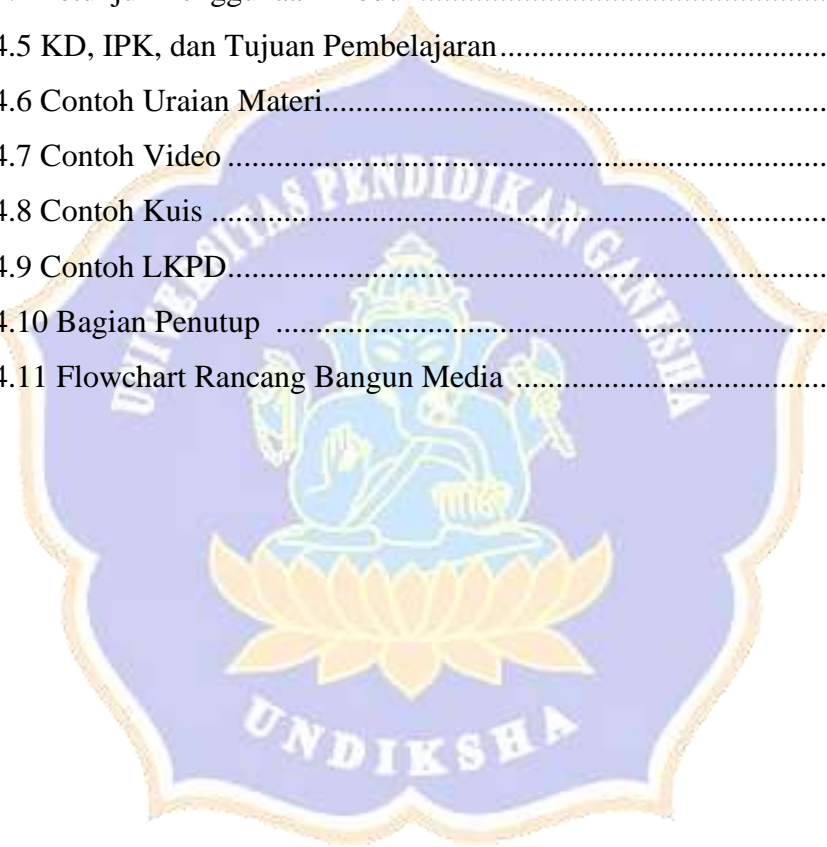 4.5 KD, IPK, dan Tujuan Pembelajaran
4.6 Contoh Uraian Materi
4.7 Contoh Video
4.8 Contoh Kuis
4.9 Contoh LKPD
4.10 Bagian Penutup
4.11 Flowchart Rancang Bangun Media
UNIVERSITAS PENDIDIKAN GANESHA
UNDIKSHA